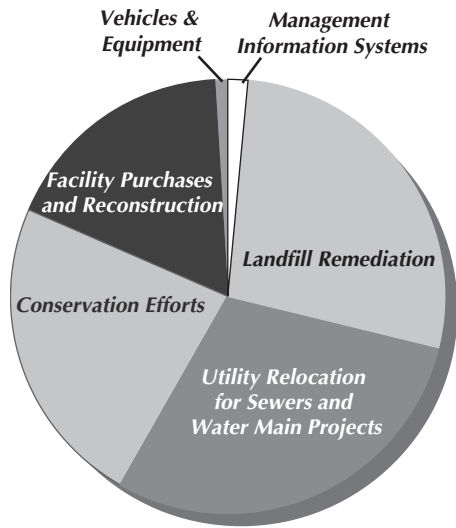 Vehicles &
Equipment
Management
Information Systems
Facility Purchases
and Reconstruction
Landfill Remediation
Conservation Efforts
Utility Relocation
for Sewers and
Water Main Projects